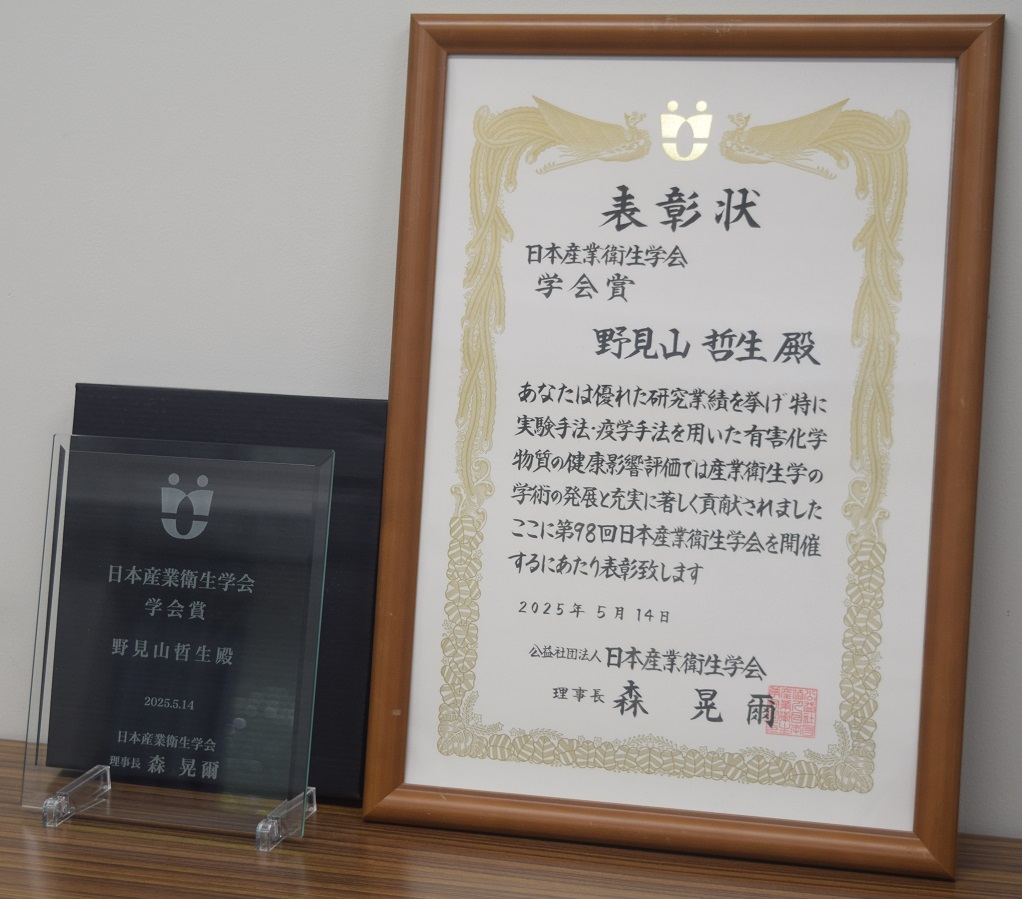 日本産業衛生学会
学会賞
野見山哲生殿
2025.5.14
日本産業衛生学会
理事長 森 晃爾
表彰状
日本産業衛生学会
学会賞
野見山 哲生 殿
あなたは優れた研究業績を挙げ 特に
実験手法・疫学手法を用いた有害化学
物質の健康影響評価では産業衛生学の
学術の発展と充実に著しく貢献されました
ここに第98回日本産業衛生学会を開催
するにあたり表彰致します
2025年 5月 14日
公益社団法人 日本産業衛生学会
理事長 森 晃 爾